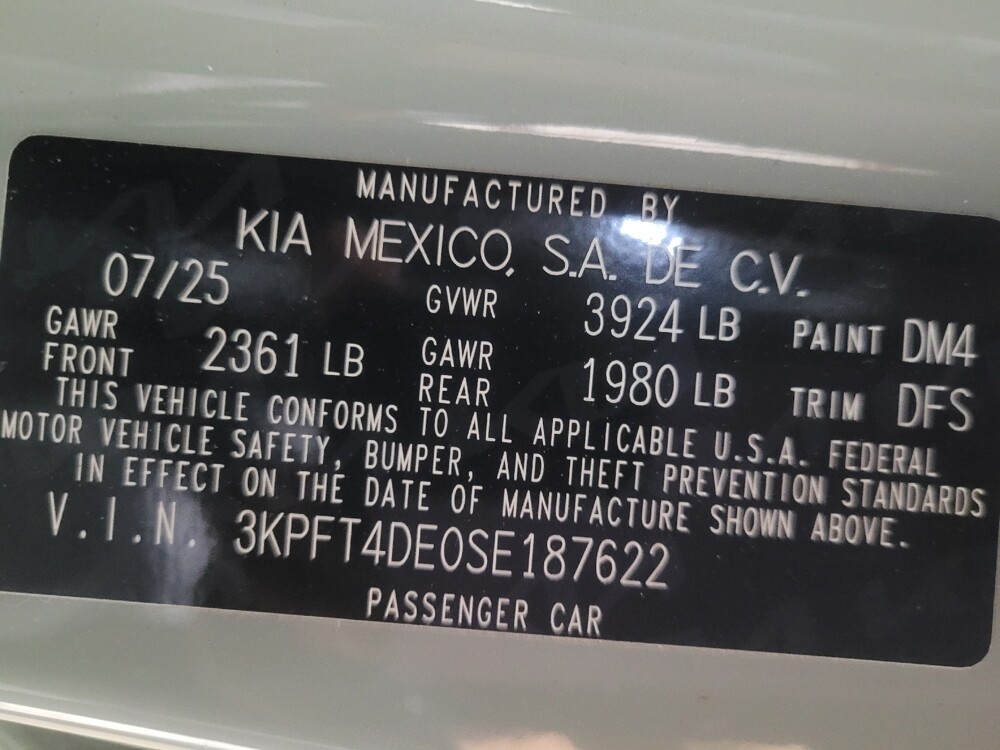 MANUFACTURED BY
KIA MEXICO, S.A. DE C.V.
07/25 GVWR 3924 LB PAINT DM4
GAWR FRONT 2361 LB GAWR REAR 1980 LB TRIM DFS
THIS VEHICLE CONFORMS TO ALL APPLICABLE U.S.A. FEDERAL
MOTOR VEHICLE SAFETY, BUMPER, AND THEFT PREVENTION STANDARDS
IN EFFECT ON THE DATE OF MANUFACTURE SHOWN ABOVE.
V.I.N. 3KPFT4DE0SE187622
PASSENGER CAR